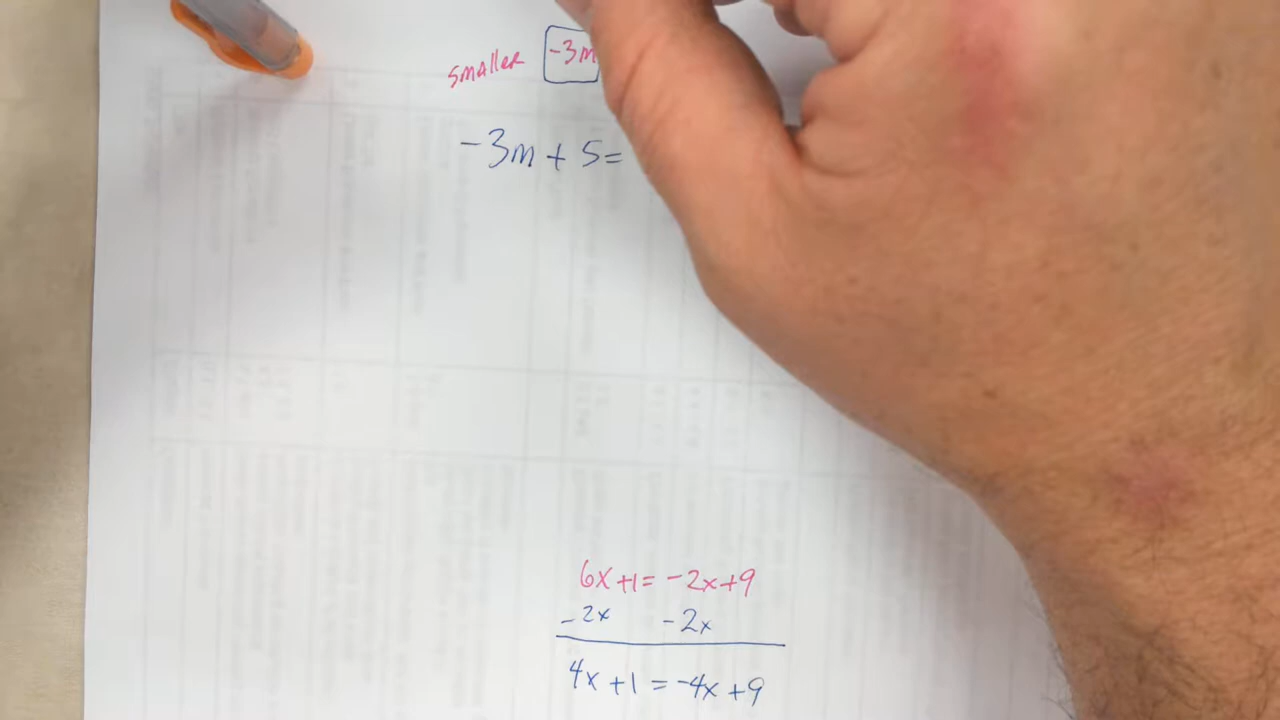 smaller -3m
-3m + 5 =
6x + 1 = -2x + 9
-2x -2x
4x + 1 = -4x + 9